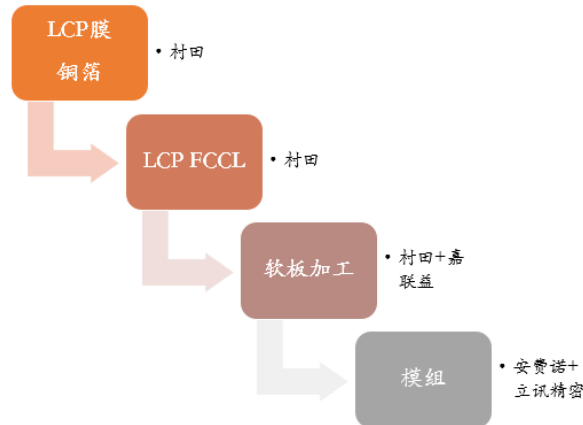 LCP膜
铜箔
• 村田
LCP FCCL
• 村田
软板加工
• 村田+嘉
联益
模组
• 安费诺+
立讯精密